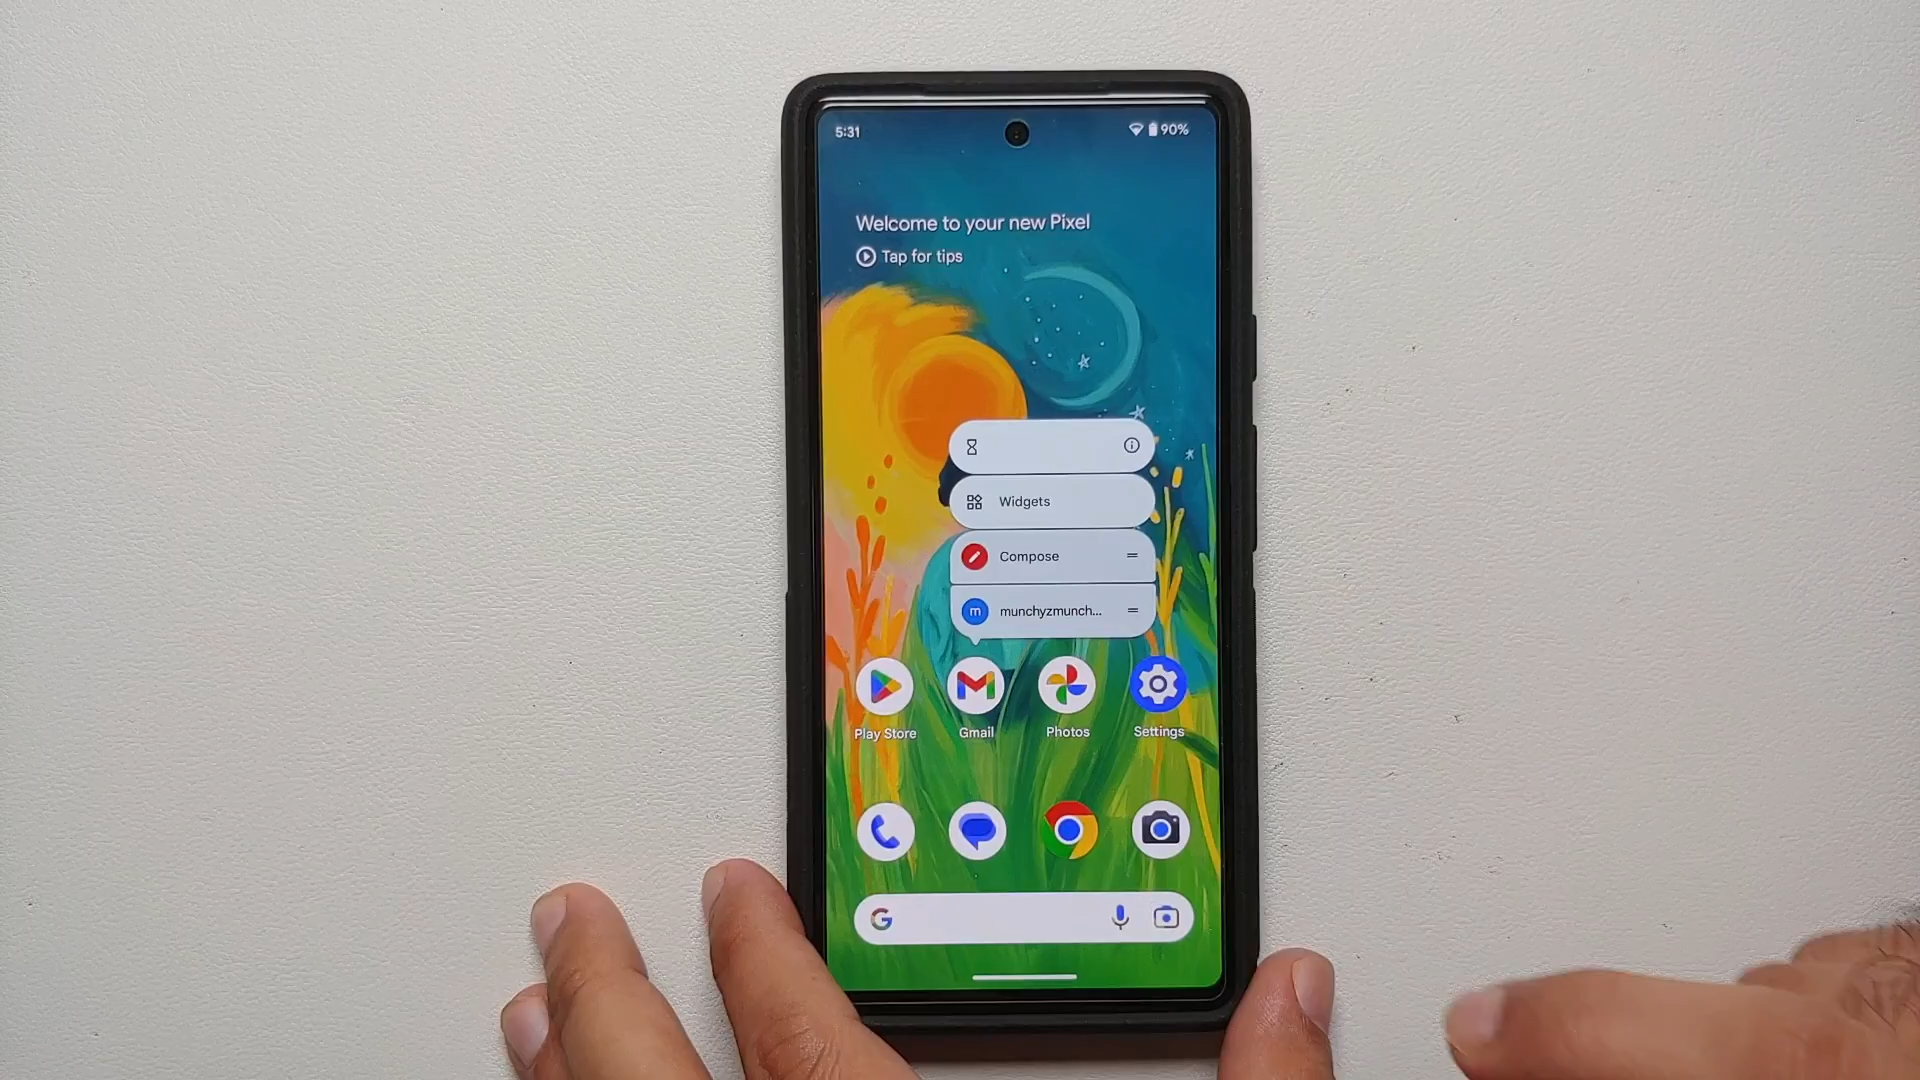 5:31
90%
Welcome to your new Pixel
Tap for tips
Widgets
Compose
m munchyzmunch...
Play Store Gmail Photos Settings
G